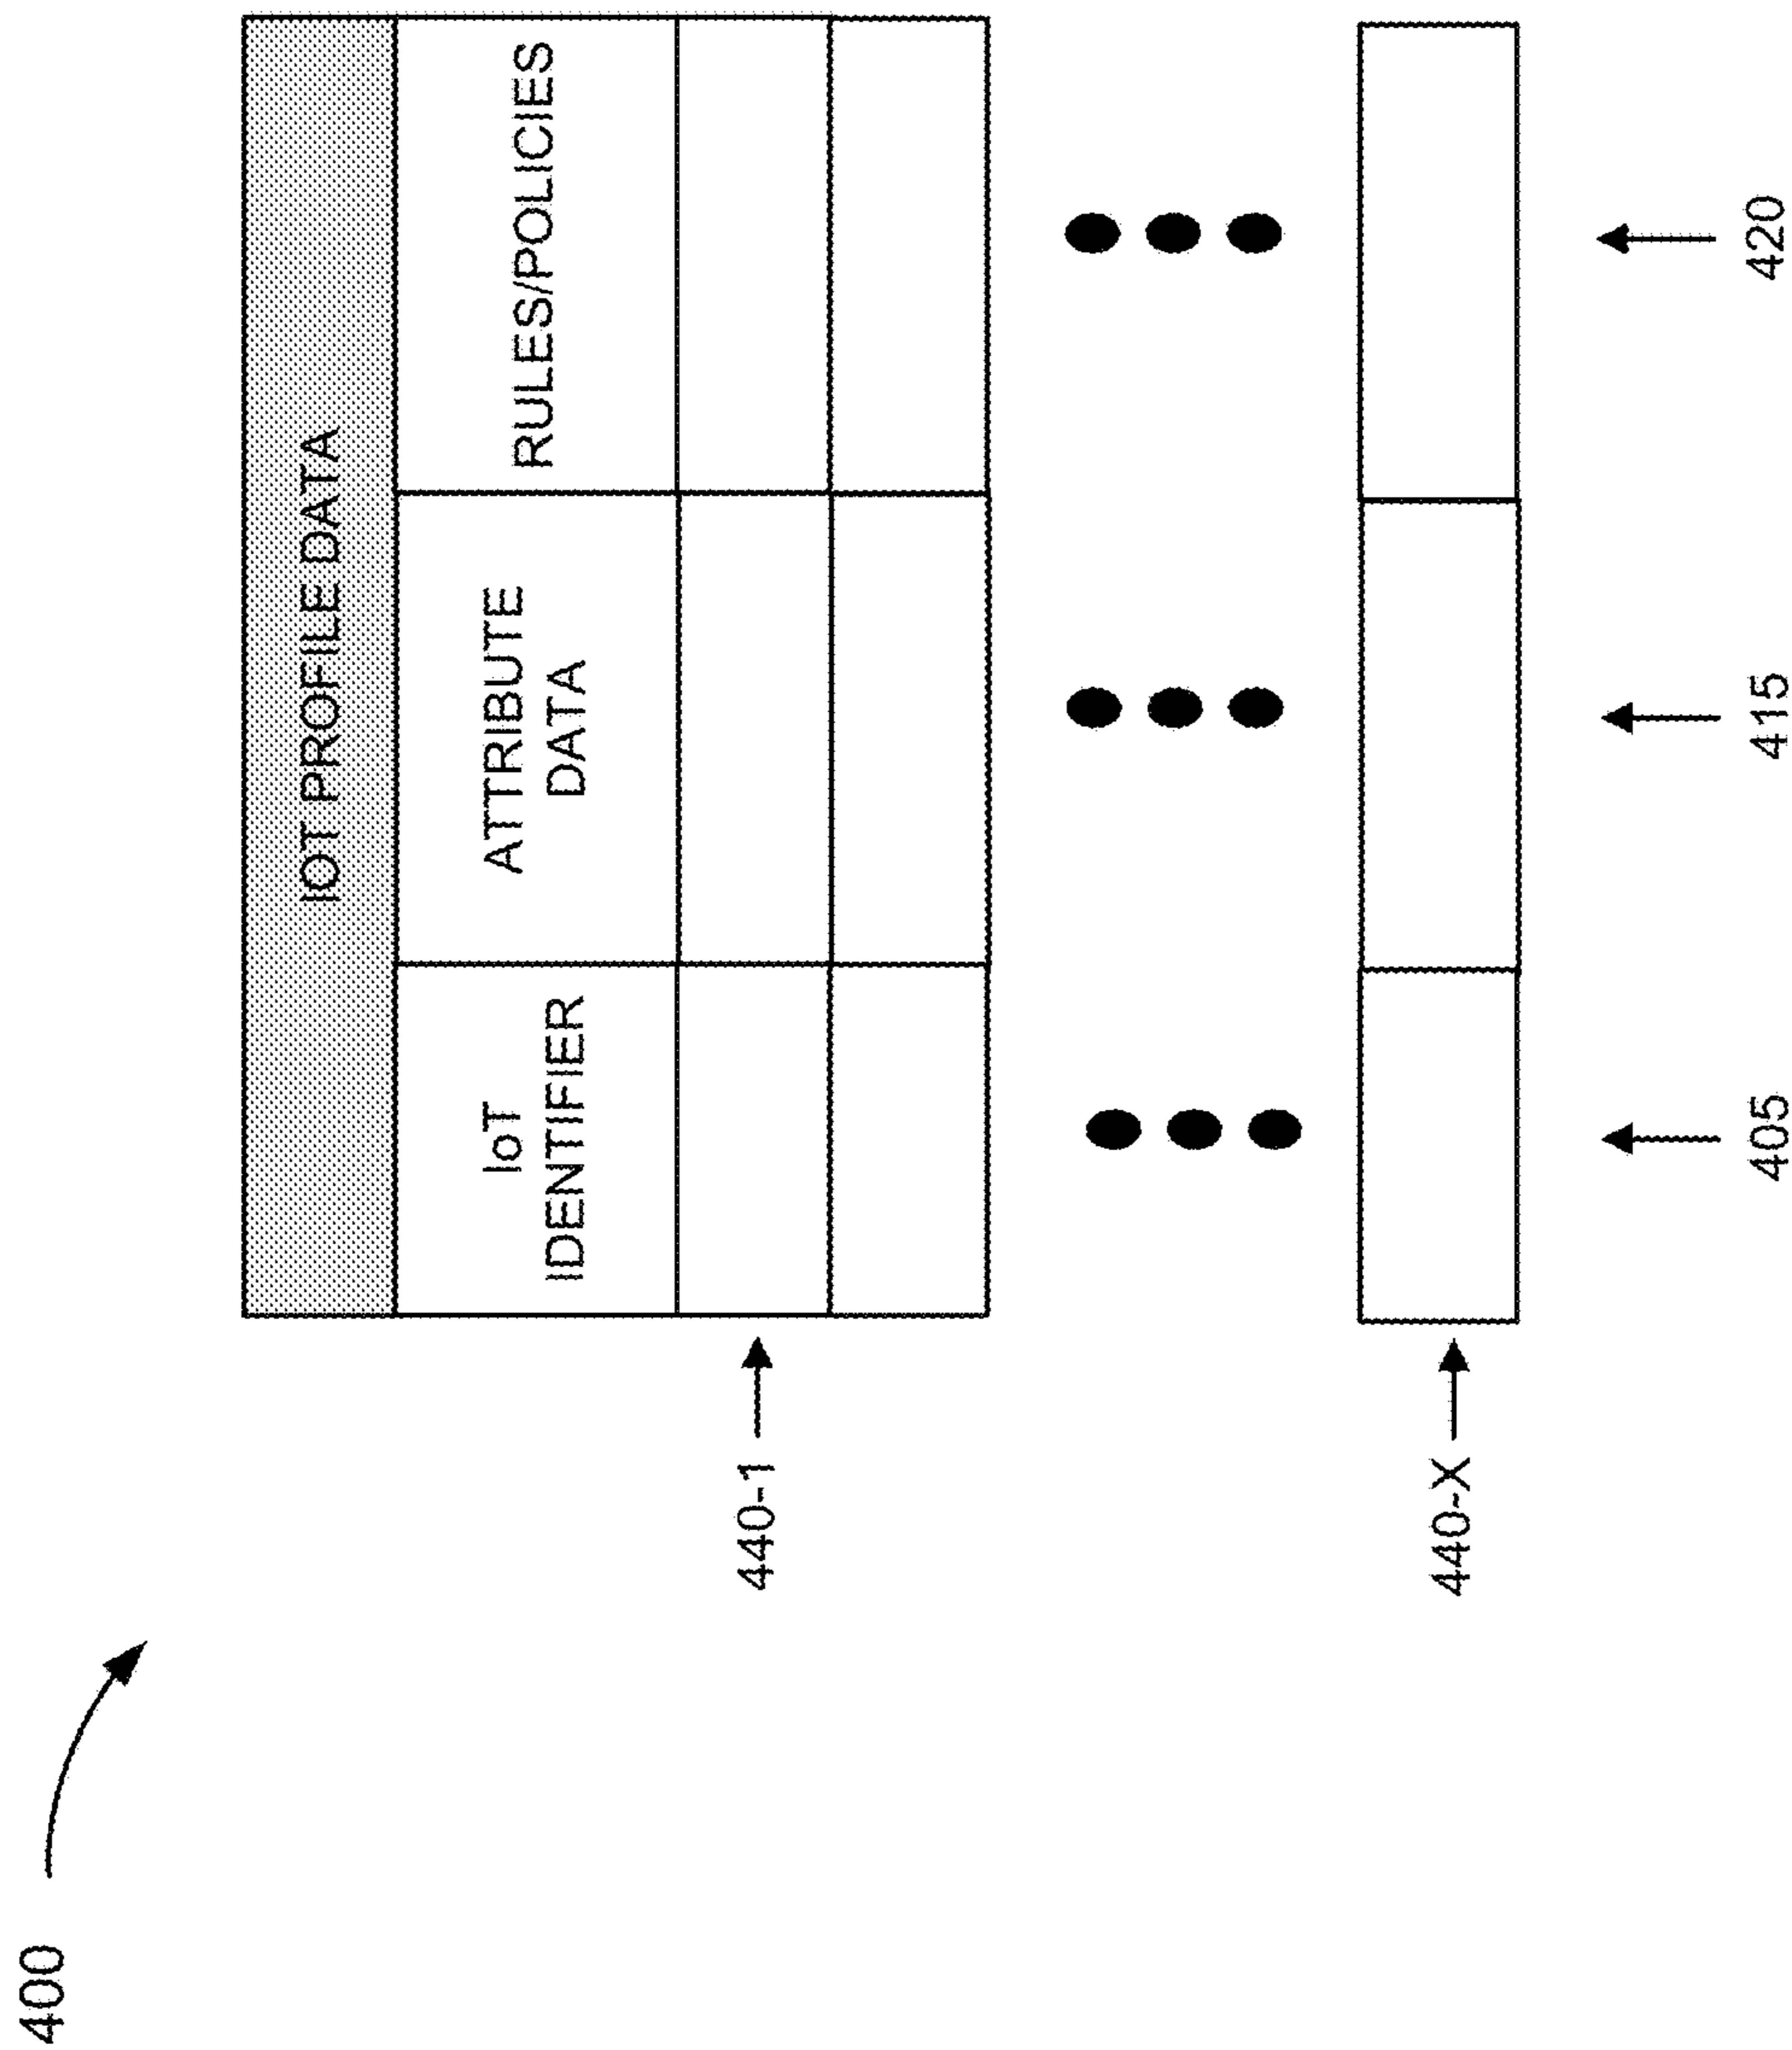 400
IOT PROFILE DATA
IoT
IDENTIFIER
ATTRIBUTE
DATA
RULES/POLICIES
440-1
440-X
405
415
420